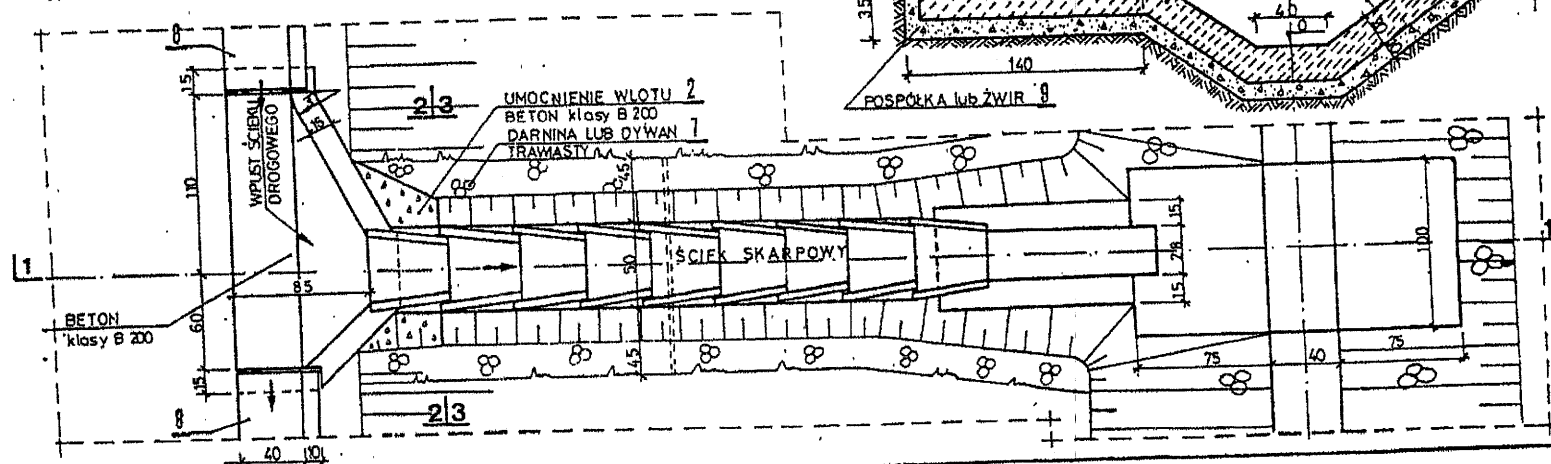 40
10
35
140
POSPÓŁKA lub ŻWIR 9
8
15
2|3
UMOCNIENIE WLOTU 2
BETON klasy B 200
DARNINA LUB DYWAN 7
TRAWIASTY
15
WPUST ŚCIEKU
DROGOWEGO
110
45
15
28
15
100
1
ŚCIEK SKARPOWY
50
85
BETON
klasy B 200
60
45
75
40
75
15
2|3
8
40
10